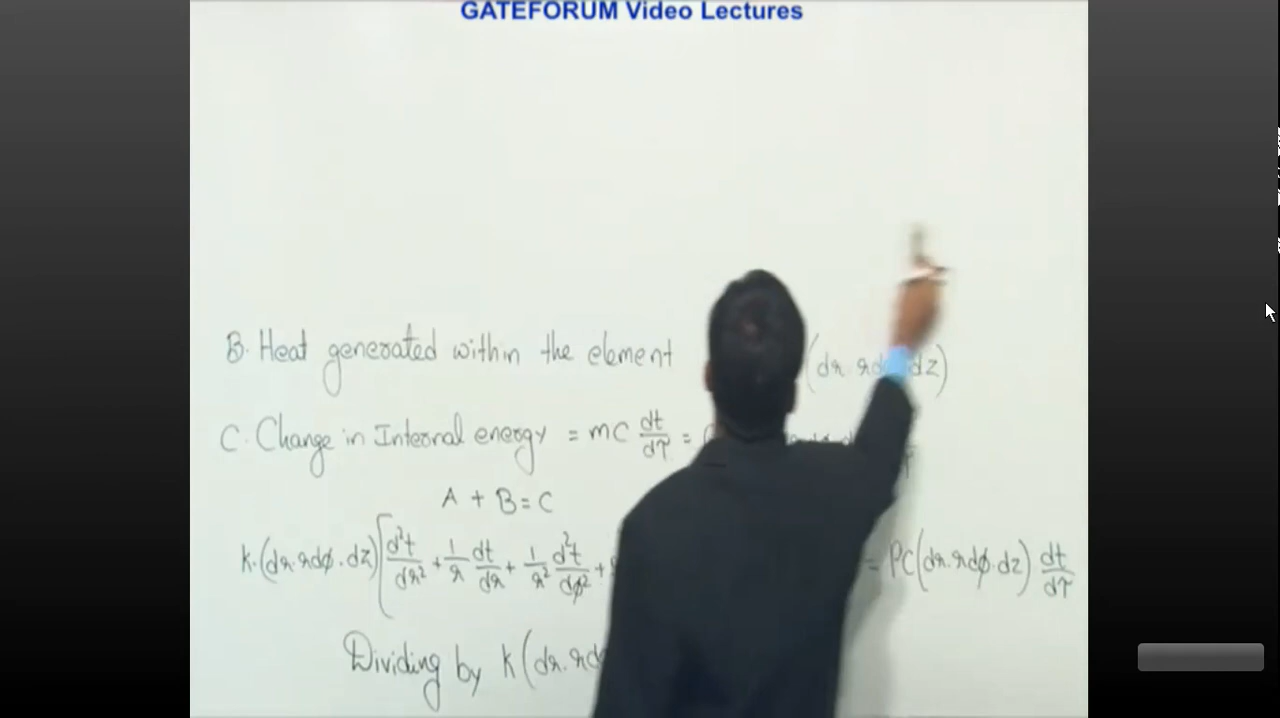 GATEFORUM Video Lectures
B. Heat generated within the element (dr rdφ dz)
C. Change in Internal energy = mC dt/dτ =
A + B = C
K.(dr.rdφ.dz)[d²t/dr² + 1/r dt/dr + 1/r² d²t/dφ² + = PC(dr.rdφ.dz) dt/dτ
Dividing by K(dr.rd